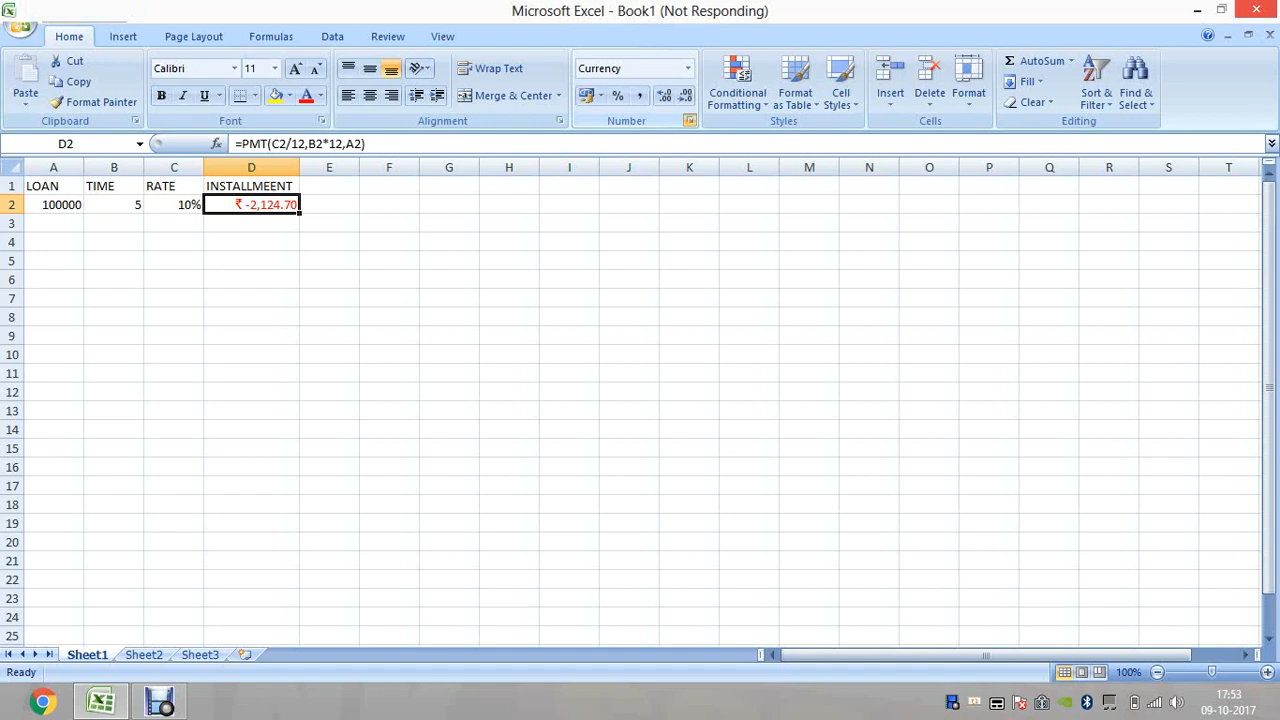 Microsoft Excel - Book1 (Not Responding)
Home Insert Page Layout Formulas Data Review View
Paste
Cut
Copy
Format Painter
Clipboard
Calibri 11
B I U
Font
Wrap Text
Merge & Center
Alignment
Currency
% ,
Number
Conditional Formatting
Format as Table
Cell Styles
Styles
Insert
Delete
Format
Cells
Σ AutoSum
Fill
Clear
Sort & Filter
Find & Select
Editing
D2 fx =PMT(C2/12,B2*12,A2)
A B C D E F G H I J K L M N O P Q R S T
1 LOAN TIME RATE INSTALLMEENT
2 100000 5 10% ₹ -2,124.70
3
4
5
6
7
8
9
10
11
12
13
14
15
16
17
18
19
20
21
22
23
24
25
Sheet1 Sheet2 Sheet3
Ready 100%
17:53
09-10-2017